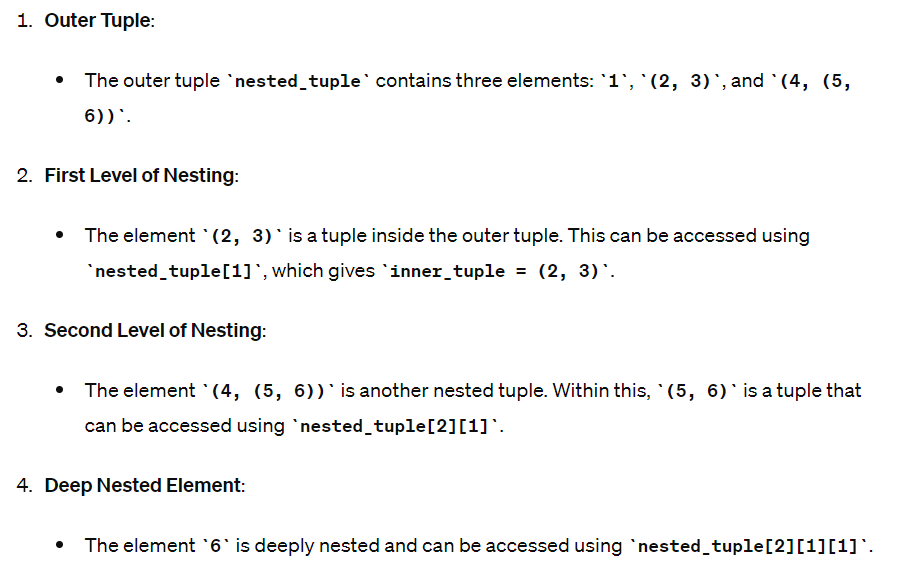 1. Outer Tuple:
• The outer tuple `nested_tuple` contains three elements: `1`, `(2, 3)`, and `(4, (5,
6))`.
2. First Level of Nesting:
• The element `(2, 3)` is a tuple inside the outer tuple. This can be accessed using
`nested_tuple[1]`, which gives `inner_tuple = (2, 3)`.
3. Second Level of Nesting:
• The element `(4, (5, 6))` is another nested tuple. Within this, `(5, 6)` is a tuple that
can be accessed using `nested_tuple[2][1]`.
4. Deep Nested Element:
• The element `6` is deeply nested and can be accessed using `nested_tuple[2][1][1]`.